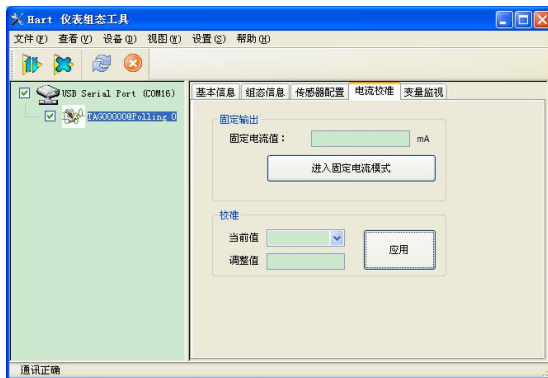 Hart 仪表组态工具
文件(F) 查看(V) 设备(D) 视图(W) 设置(S) 帮助(H)
USB Serial Port (COM16)
TAG00000@Polling 0
基本信息 组态信息 传感器配置 电流校准 变量监视
固定输出
固定电流值： mA
进入固定电流模式
校准
当前值
调整值
应用
通讯正确